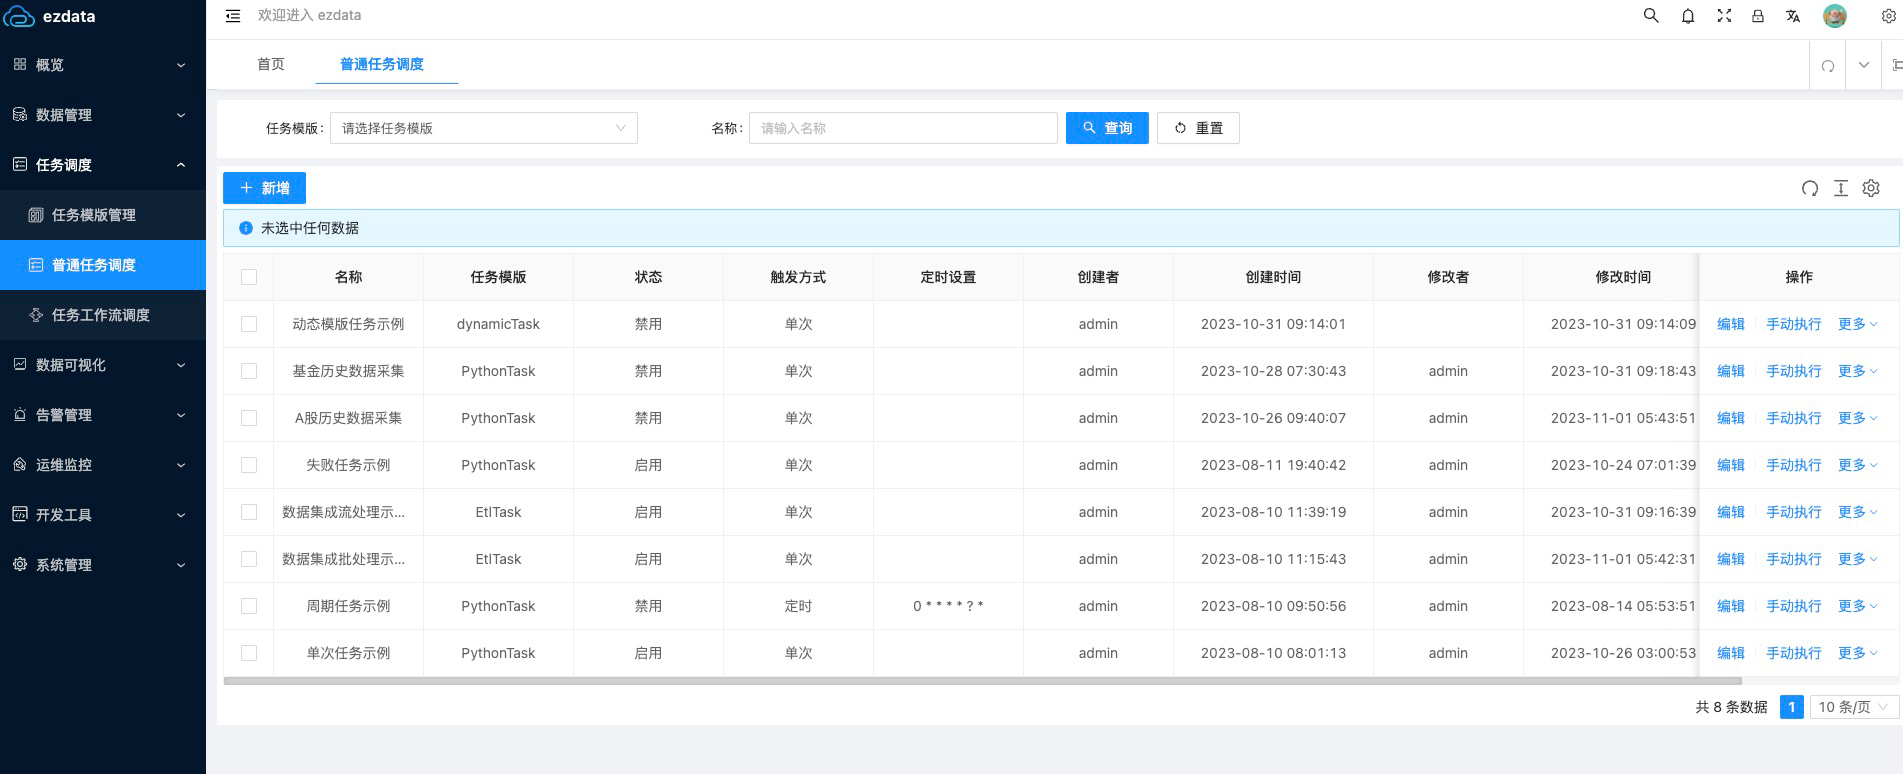 ezdata
欢迎进入 ezdata
概览
数据管理
任务调度
任务模版管理
普通任务调度
任务工作流调度
数据可视化
告警管理
运维监控
开发工具
系统管理
首页 普通任务调度
任务模版: 请选择任务模版 名称: 请输入名称 查询 重置
新增
未选中任何数据
名称 任务模版 状态 触发方式 定时设置 创建者 创建时间 修改者 修改时间 操作
动态模版任务示例 dynamicTask 禁用 单次 admin 2023-10-31 09:14:01 2023-10-31 09:14:09 编辑 手动执行 更多
基金历史数据采集 PythonTask 禁用 单次 admin 2023-10-28 07:30:43 admin 2023-10-31 09:18:43 编辑 手动执行 更多
A股历史数据采集 PythonTask 禁用 单次 admin 2023-10-26 09:40:07 admin 2023-11-01 05:43:51 编辑 手动执行 更多
失败任务示例 PythonTask 启用 单次 admin 2023-08-11 19:40:42 admin 2023-10-24 07:01:39 编辑 手动执行 更多
数据集成流处理示... EtlTask 启用 单次 admin 2023-08-10 11:39:19 admin 2023-10-31 09:16:39 编辑 手动执行 更多
数据集成批处理示... EtlTask 启用 单次 admin 2023-08-10 11:15:43 admin 2023-11-01 05:42:31 编辑 手动执行 更多
周期任务示例 PythonTask 禁用 定时 0 * * * * ? * admin 2023-08-10 09:50:56 admin 2023-08-14 05:53:51 编辑 手动执行 更多
单次任务示例 PythonTask 启用 单次 admin 2023-08-10 08:01:13 admin 2023-10-26 03:00:53 编辑 手动执行 更多
共 8 条数据 1 10 条/页